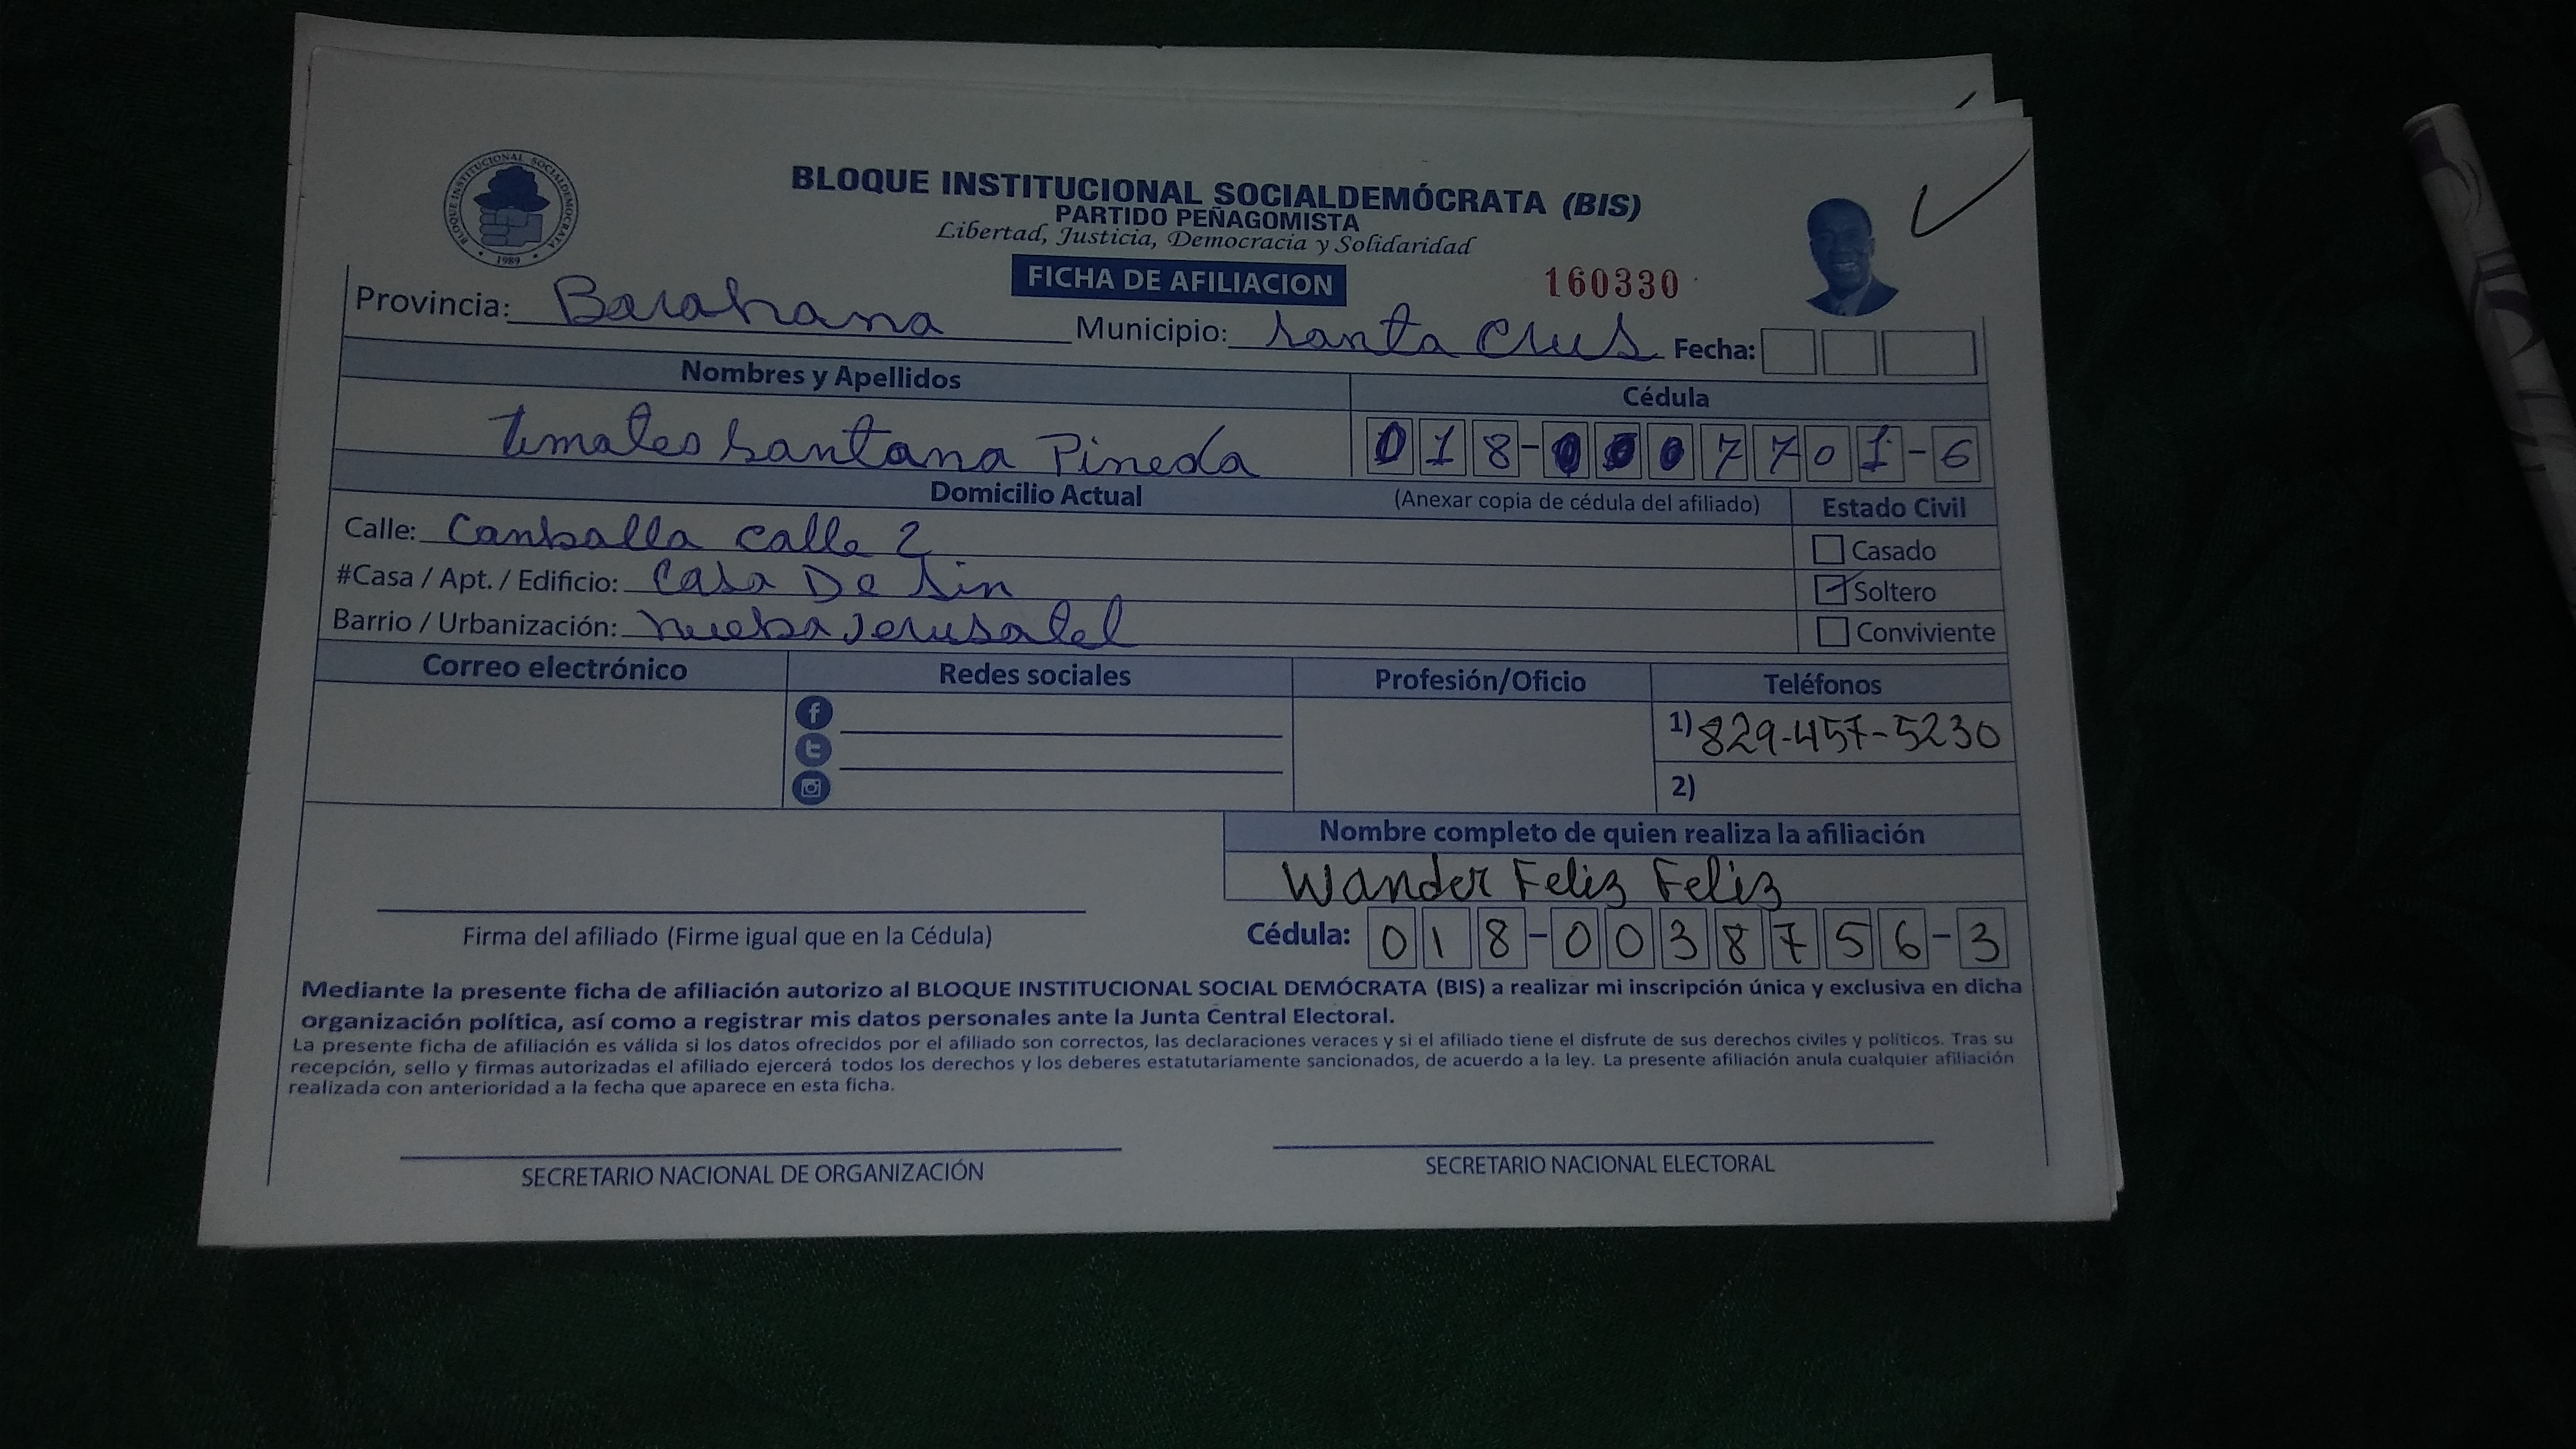 BLOQUE INSTITUCIONAL SOCIALDEMOCRATA
1989
BLOQUE INSTITUCIONAL SOCIALDEMÓCRATA (BIS)
PARTIDO PEÑAGOMISTA
Libertad, Justicia, Democracia y Solidaridad
FICHA DE AFILIACION
160330
Provincia: Barahana Municipio: Santa Crus Fecha:
Nombres y Apellidos Cédula
Santana Pineda 018-0007701-6
Domicilio Actual (Anexar copia de cédula del afiliado) Estado Civil
Calle: Canballa calle 2
Casado
#Casa / Apt. / Edificio: Casa De Sin
Soltero
Barrio / Urbanización: nueba Jerusalel
Conviviente
Correo electrónico Redes sociales Profesión/Oficio Teléfonos
1) 829-457-5230
2)
Nombre completo de quien realiza la afiliación
Wander Feliz Feliz
Firma del afiliado (Firme igual que en la Cédula) Cédula: 018-0038756-3
Mediante la presente ficha de afiliación autorizo al BLOQUE INSTITUCIONAL SOCIAL DEMÓCRATA (BIS) a realizar mi inscripción única y exclusiva en dicha
organización política, así como a registrar mis datos personales ante la Junta Central Electoral.
La presente ficha de afiliación es válida si los datos ofrecidos por el afiliado son correctos, las declaraciones veraces y si el afiliado tiene el disfrute de sus derechos civiles y políticos. Tras su
recepción, sello y firmas autorizadas el afiliado ejercerá todos los derechos y los deberes estatutariamente sancionados, de acuerdo a la ley. La presente afiliación anula cualquier afiliación
realizada con anterioridad a la fecha que aparece en esta ficha.
SECRETARIO NACIONAL DE ORGANIZACIÓN SECRETARIO NACIONAL ELECTORAL